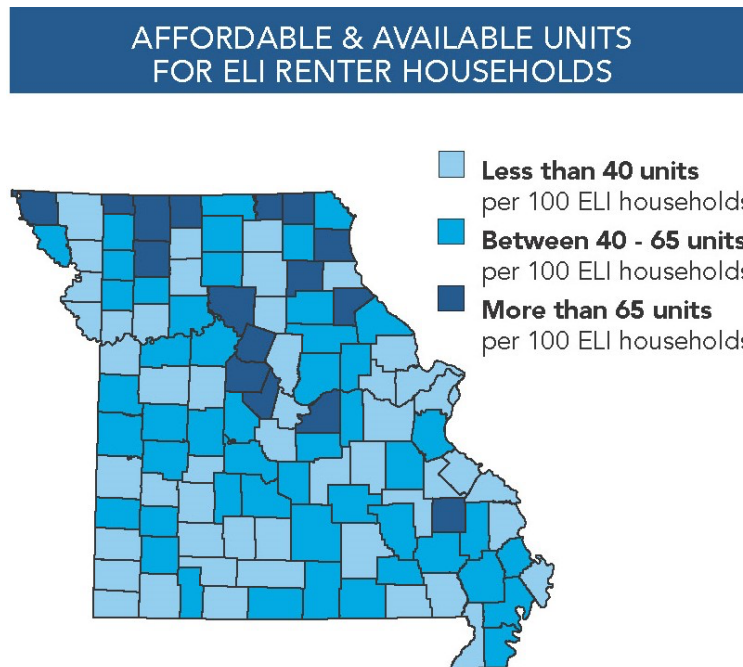 AFFORDABLE & AVAILABLE UNITS
FOR ELI RENTER HOUSEHOLDS
Less than 40 units
per 100 ELI households
Between 40 - 65 units
per 100 ELI households
More than 65 units
per 100 ELI households